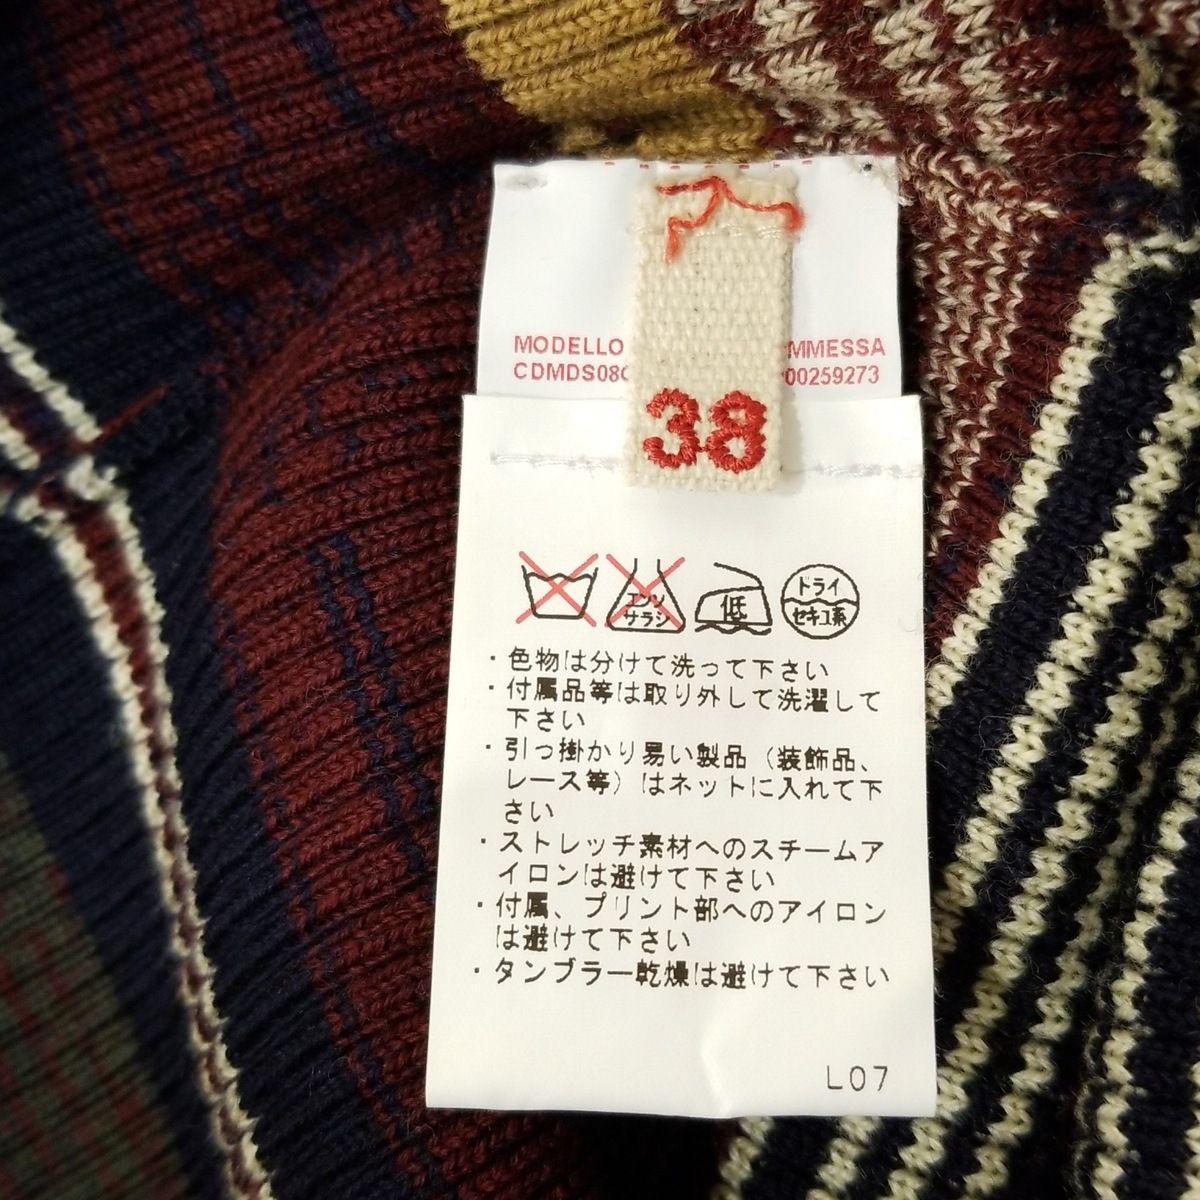 MODELLO
MMESSA
CDMDS08
00259273
38
エンソ
サラシ
低
ドライ
セキユ系
・色物は分けて洗って下さい
・付属品等は取り外して洗濯して
下さい
・引っ掛かり易い製品（装飾品、
レース等）はネットに入れて下
さい
・ストレッチ素材へのスチームア
イロンは避けて下さい
・付属、プリント部へのアイロン
は避けて下さい
・タンブラー乾燥は避けて下さい
L07